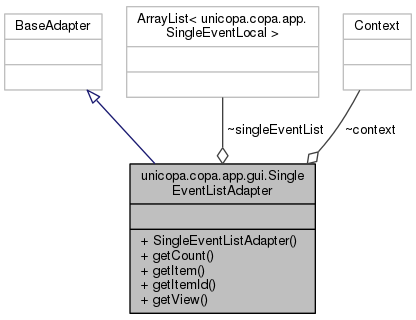 BaseAdapter
ArrayList< unicopa.copa.app.
SingleEventLocal >
Context
~singleEventList
~context
unicopa.copa.app.gui.Single
EventListAdapter
+ SingleEventListAdapter()
+ getCount()
+ getItem()
+ getItemId()
+ getView()